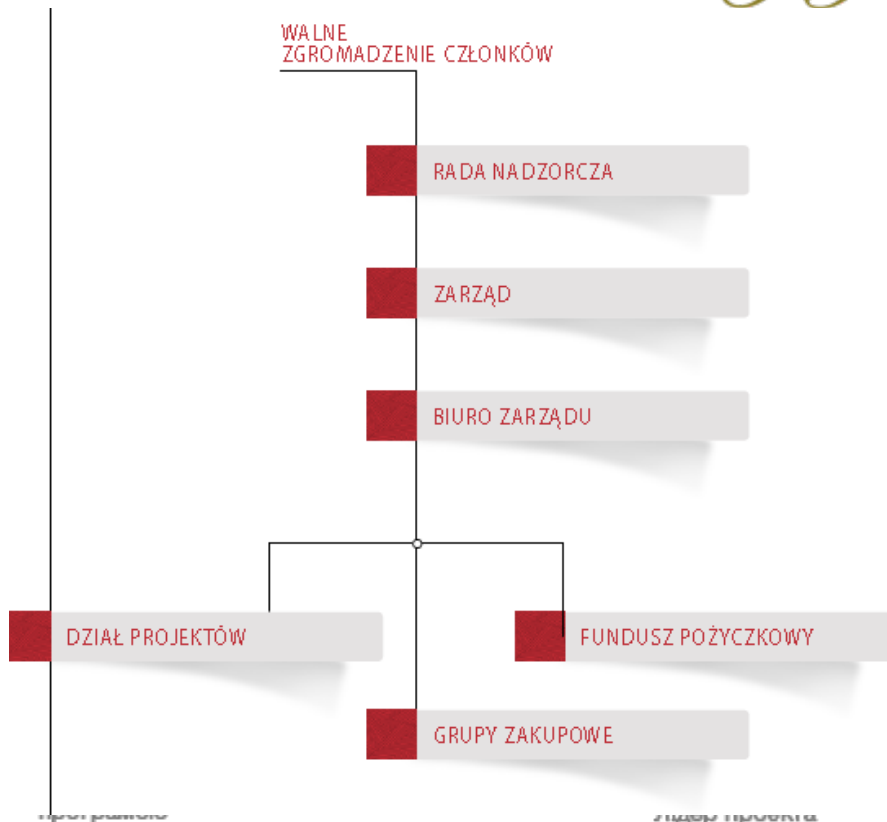 WALNE
ZGROMADZENIE CZŁONKÓW
RADA NADZORCZA
ZARZĄD
BIURO ZARZĄDU
DZIAŁ PROJEKTÓW
FUNDUSZ POŻYCZKOWY
GRUPY ZAKUPOWE